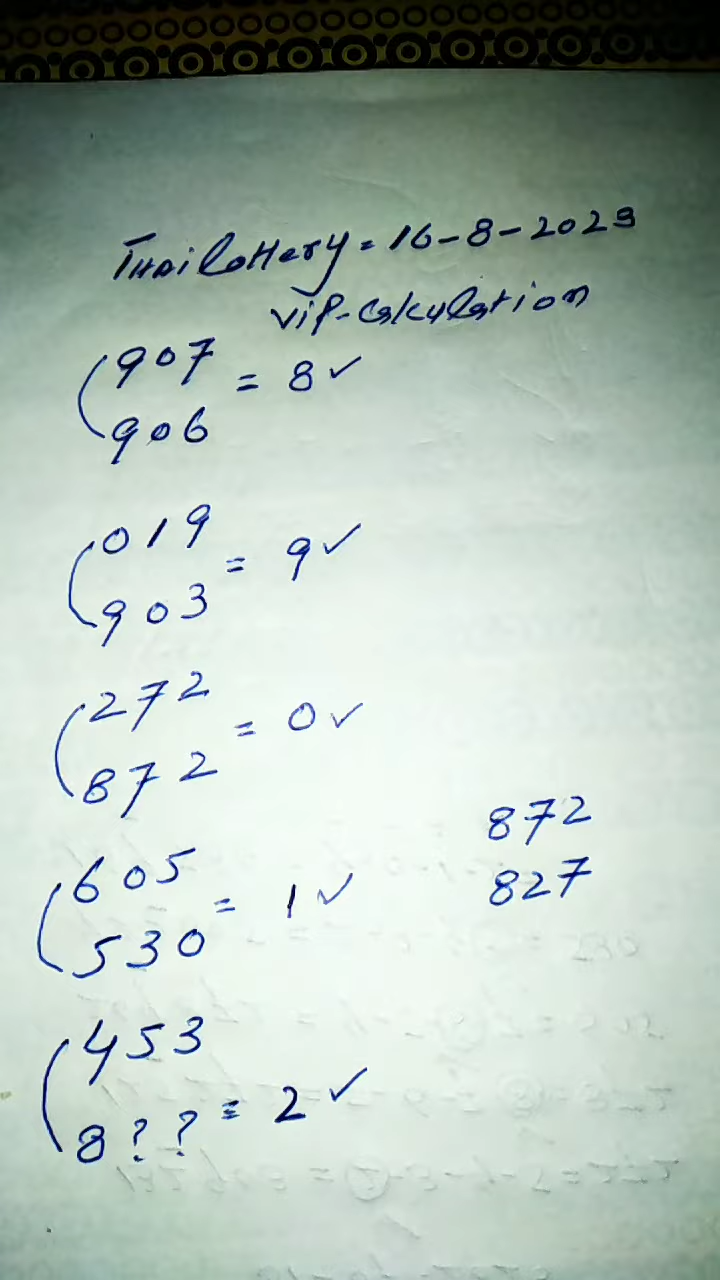 THAi lottery = 16-8-2023
ViP-Calculation
907
906 = 8 ✓
019
903 = 9 ✓
272
872 = 0 ✓
872
827
605
530 = 1 ✓
453
8?? = 2 ✓